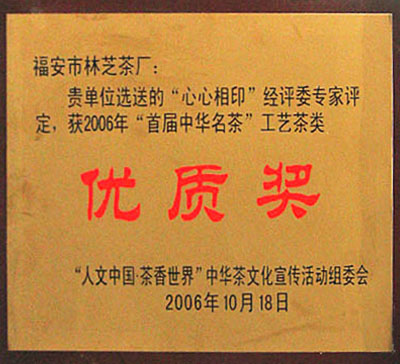 福安市林芝茶厂：
贵单位选送的“心心相印”经评委专家评
定，获2006年“首届中华名茶”工艺茶类
优质奖
“人文中国·茶香世界”中华茶文化宣传活动组委会
2006年10月18日